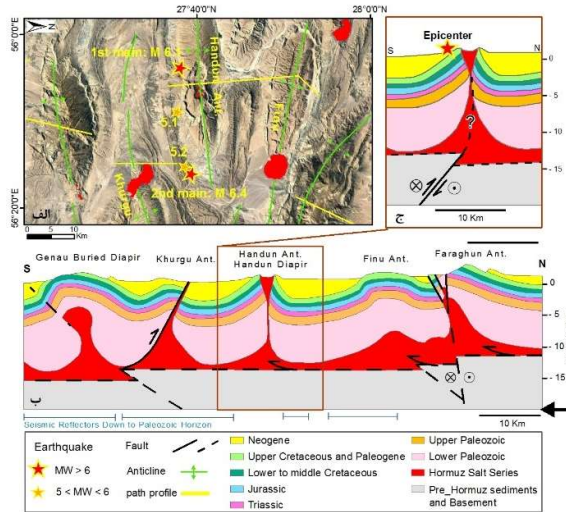 27°40'0"E
28°0'0"E
56°0'0"E
56°20'0"E
N
1st main: M 6.
Handun Ant.
Finu
5.1
5.2
Khurgu
2nd main: M 6.4
الف
0 5 10
Km
Epicenter
S
N
0
-5
-10
-15
?
10 Km
ج
Genau Buried Diapir
Khurgu Ant.
Handun Ant.
Handun Diapir
Finu Ant.
Faraghun Ant.
S
N
0
- 5
-10
-15
ب
10 Km
Seismic Reflectors Down to Paleozoic Horizon
Earthquake
MW > 6
5 < MW < 6
Fault
Anticline
path profile
Neogene
Upper Cretaceous and Paleogene
Lower to middle Cretaceous
Jurassic
Triassic
Upper Paleozoic
Lower Paleozoic
Hormuz Salt Series
Pre_Hormuz sediments
and Basement